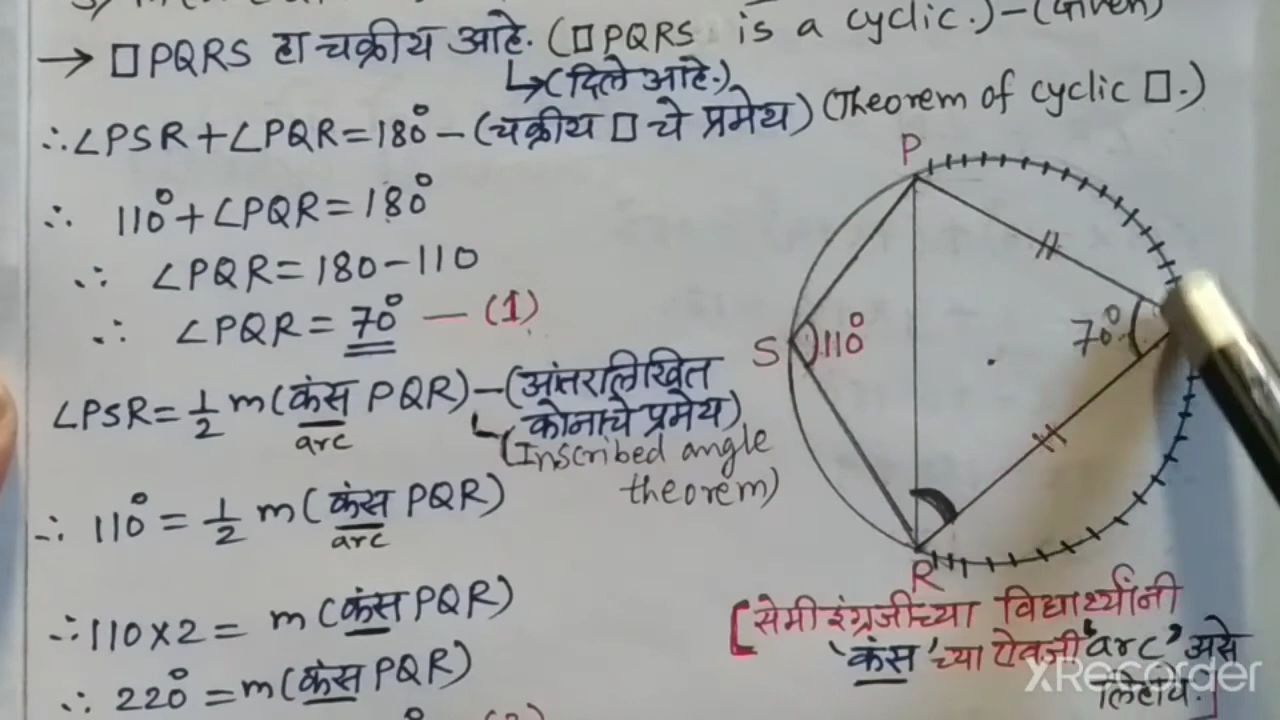 → □PQRS हा चक्रीय आहे. (□PQRS is a cyclic.) – (Given)
↳(दिले आहे.)
∴ ∠PSR + ∠PQR = 180° – (चक्रीय □ चे प्रमेय) (Theorem of cyclic □.)
∴ 110° + ∠PQR = 180°
∴ ∠PQR = 180 – 110
∴ ∠PQR = 70° — (1)
∠PSR = 1/2 m (कंस PQR) – (आंतरलिखित
arc
कोनाचे प्रमेय)
(Inscribed angle
theorem)
∴ 110° = 1/2 m (कंस PQR)
arc
∴ 110 × 2 = m (कंस PQR)
∴ 220° = m (कंस PQR)
P
S
110°
70°
R
[सेमी इंग्रजीच्या विद्यार्थ्यांनी
'कंस' च्या ऐवजी 'arc' असे
लिहावे.]
XRecorder